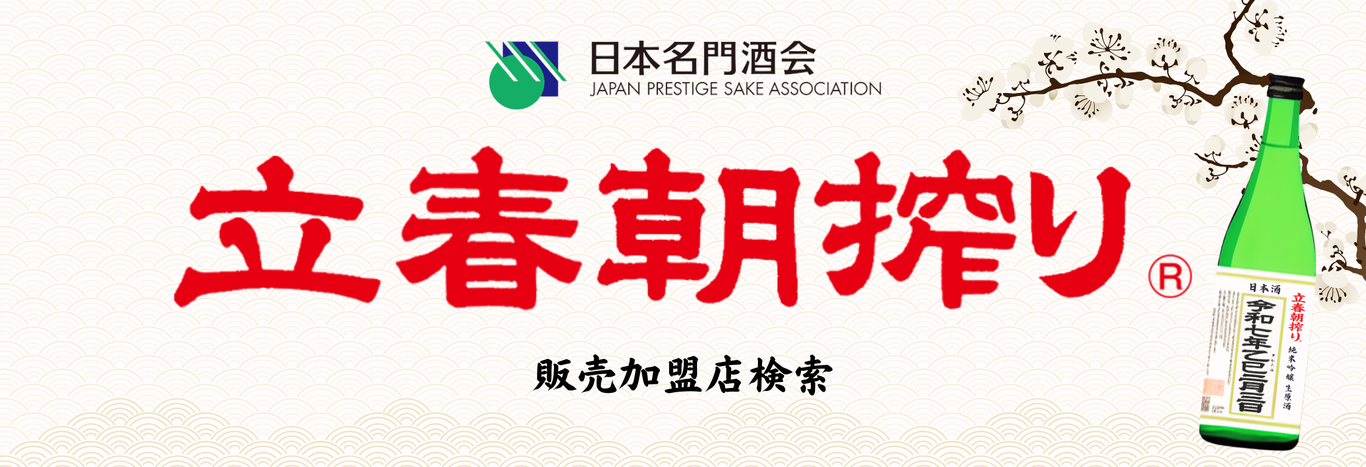 日本名門酒会
JAPAN PRESTIGE SAKE ASSOCIATION
立春朝搾り®
販売加盟店検索
日本酒
立春朝搾り
純米吟醸 生原酒
令和七年乙巳二月三日